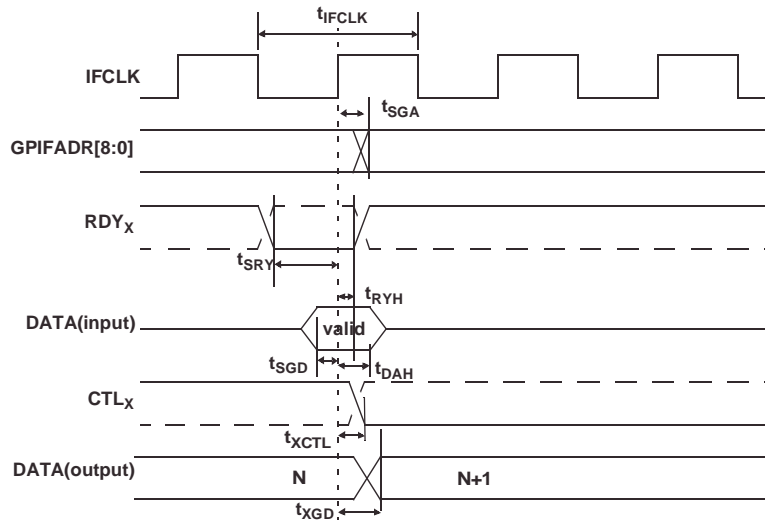 tIFCLK
IFCLK
tSGA
GPIFADR[8:0]
RDYX
tSRY
tRYH
DATA(input)
valid
tSGD
tDAH
CTLX
tXCTL
DATA(output)
N
N+1
tXGD